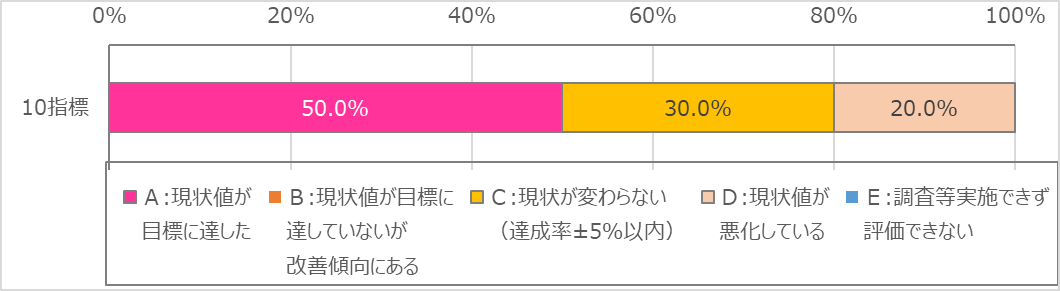 0% 20% 40% 60% 80% 100%
10指標 50.0% 30.0% 20.0%
A:現状値が B:現状値が目標に C:現状が変わらない D:現状値が E:調査等実施できず
目標に達した 達していないが (達成率±5%以内) 悪化している 評価できない
改善傾向にある